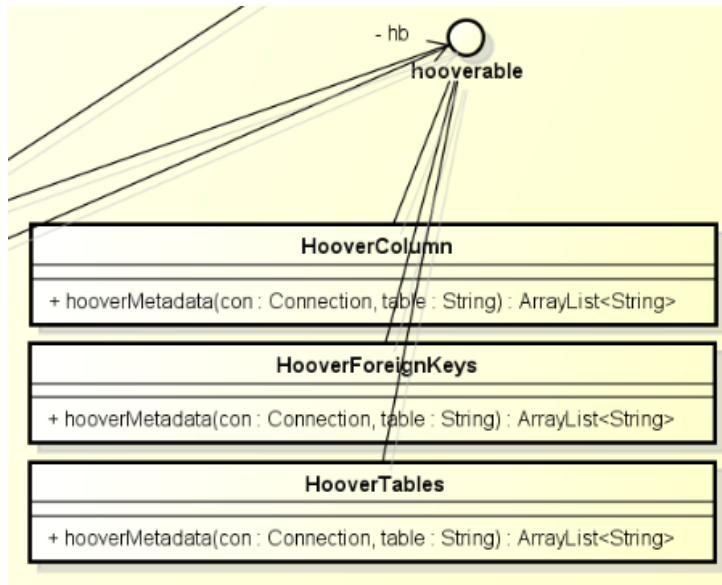 - hb
hooverable
HooverColumn
+ hooverMetadata(con : Connection, table : String) : ArrayList<String>
HooverForeignKeys
+ hooverMetadata(con : Connection, table : String) : ArrayList<String>
HooverTables
+ hooverMetadata(con : Connection, table : String) : ArrayList<String>